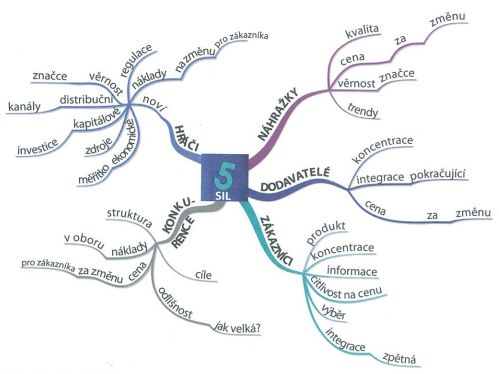 5
SIL
NÁHRAŽKY
kvalita
cena
za
změnu
věrnost
značce
trendy
DODAVATELÉ
koncentrace
integrace
pokračující
cena
za
změnu
ZÁKAZNÍCI
produkt
koncentrace
informace
citlivost na cenu
výběr
integrace
zpětná
KONKU-
RENCE
struktura
náklady
v oboru
cena
za změnu
pro zákazníka
cíle
odlišnost
jak velká?
noví
HRÁČI
regulace
náklady
na změnu
pro zákazníka
věrnost
značce
distribuční
kanály
kapitálové
investice
zdroje
měřítko
ekonomické